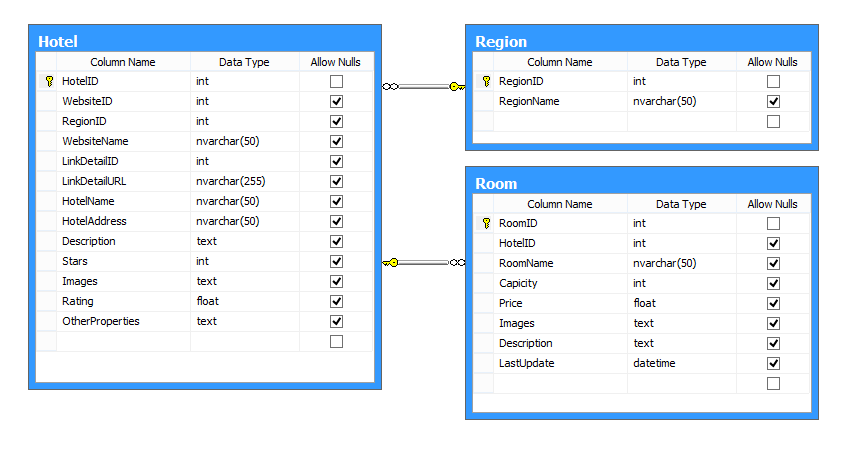 Hotel
Column Name Data Type Allow Nulls
HotelID int
WebsiteID int
RegionID int
WebsiteName nvarchar(50)
LinkDetailID int
LinkDetailURL nvarchar(255)
HotelName nvarchar(50)
HotelAddress nvarchar(50)
Description text
Stars int
Images text
Rating float
OtherProperties text
Region
Column Name Data Type Allow Nulls
RegionID int
RegionName nvarchar(50)
Room
Column Name Data Type Allow Nulls
RoomID int
HotelID int
RoomName nvarchar(50)
Capicity int
Price float
Images text
Description text
LastUpdate datetime